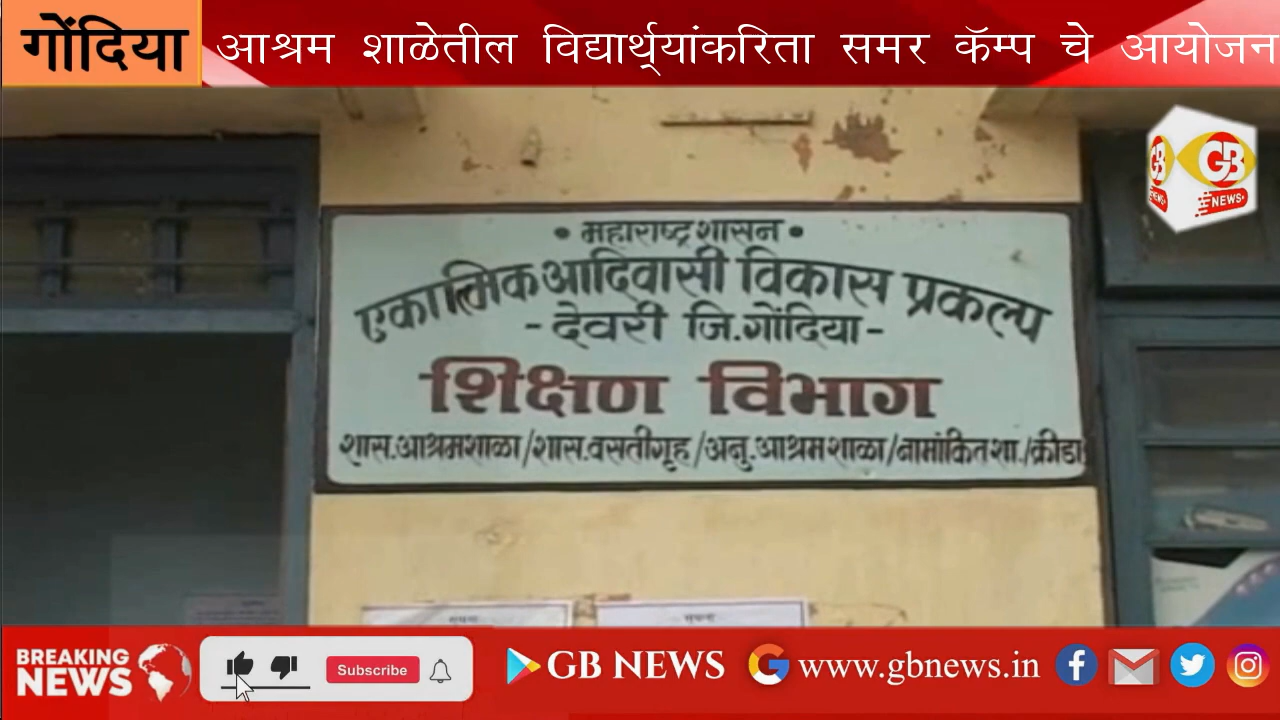 गोंदिया
आश्रम शाळेतील विद्यार्थ्यांकरिता समर कॅम्प चे आयोजन
GB
NEWS+
• महाराष्ट्र शासन •
एकात्मिक आदिवासी विकास प्रकल्प
- देवरी जि.गोंदिया -
शिक्षण विभाग
शास.आश्रमशाळा/शास.वसतीगृह/अनु.आश्रमशाळा/नामांकित शा./क्रीडा
BREAKING
NEWS
Subscribe
GB NEWS
www.gbnews.in